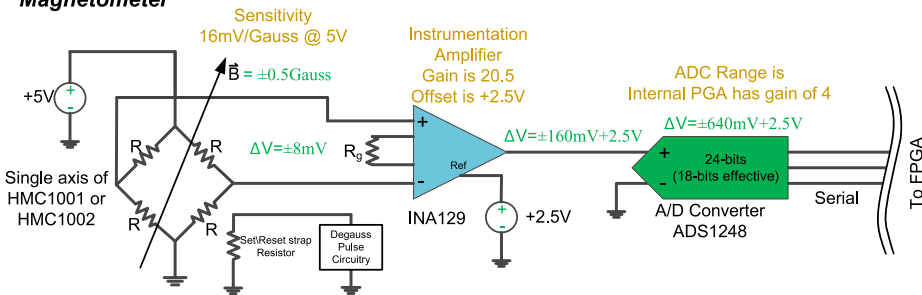 Magnetometer
Sensitivity
16mV/Gauss @ 5V
B = ±0.5Gauss
+5V
+
-
R
R
R
R
Single axis of
HMC1001 or
HMC1002
ΔV=±8mV
Set\Reset strap
Resistor
Degauss
Pulse
Circuitry
Instrumentation
Amplifier
Gain is 20.5
Offset is +2.5V
+
-
Rg
Ref
INA129
+
-
+2.5V
ΔV=±160mV+2.5V
ADC Range is
Internal PGA has gain of 4
ΔV=±640mV+2.5V
+
-
24-bits
(18-bits effective)
A/D Converter
ADS1248
Serial
To FPGA